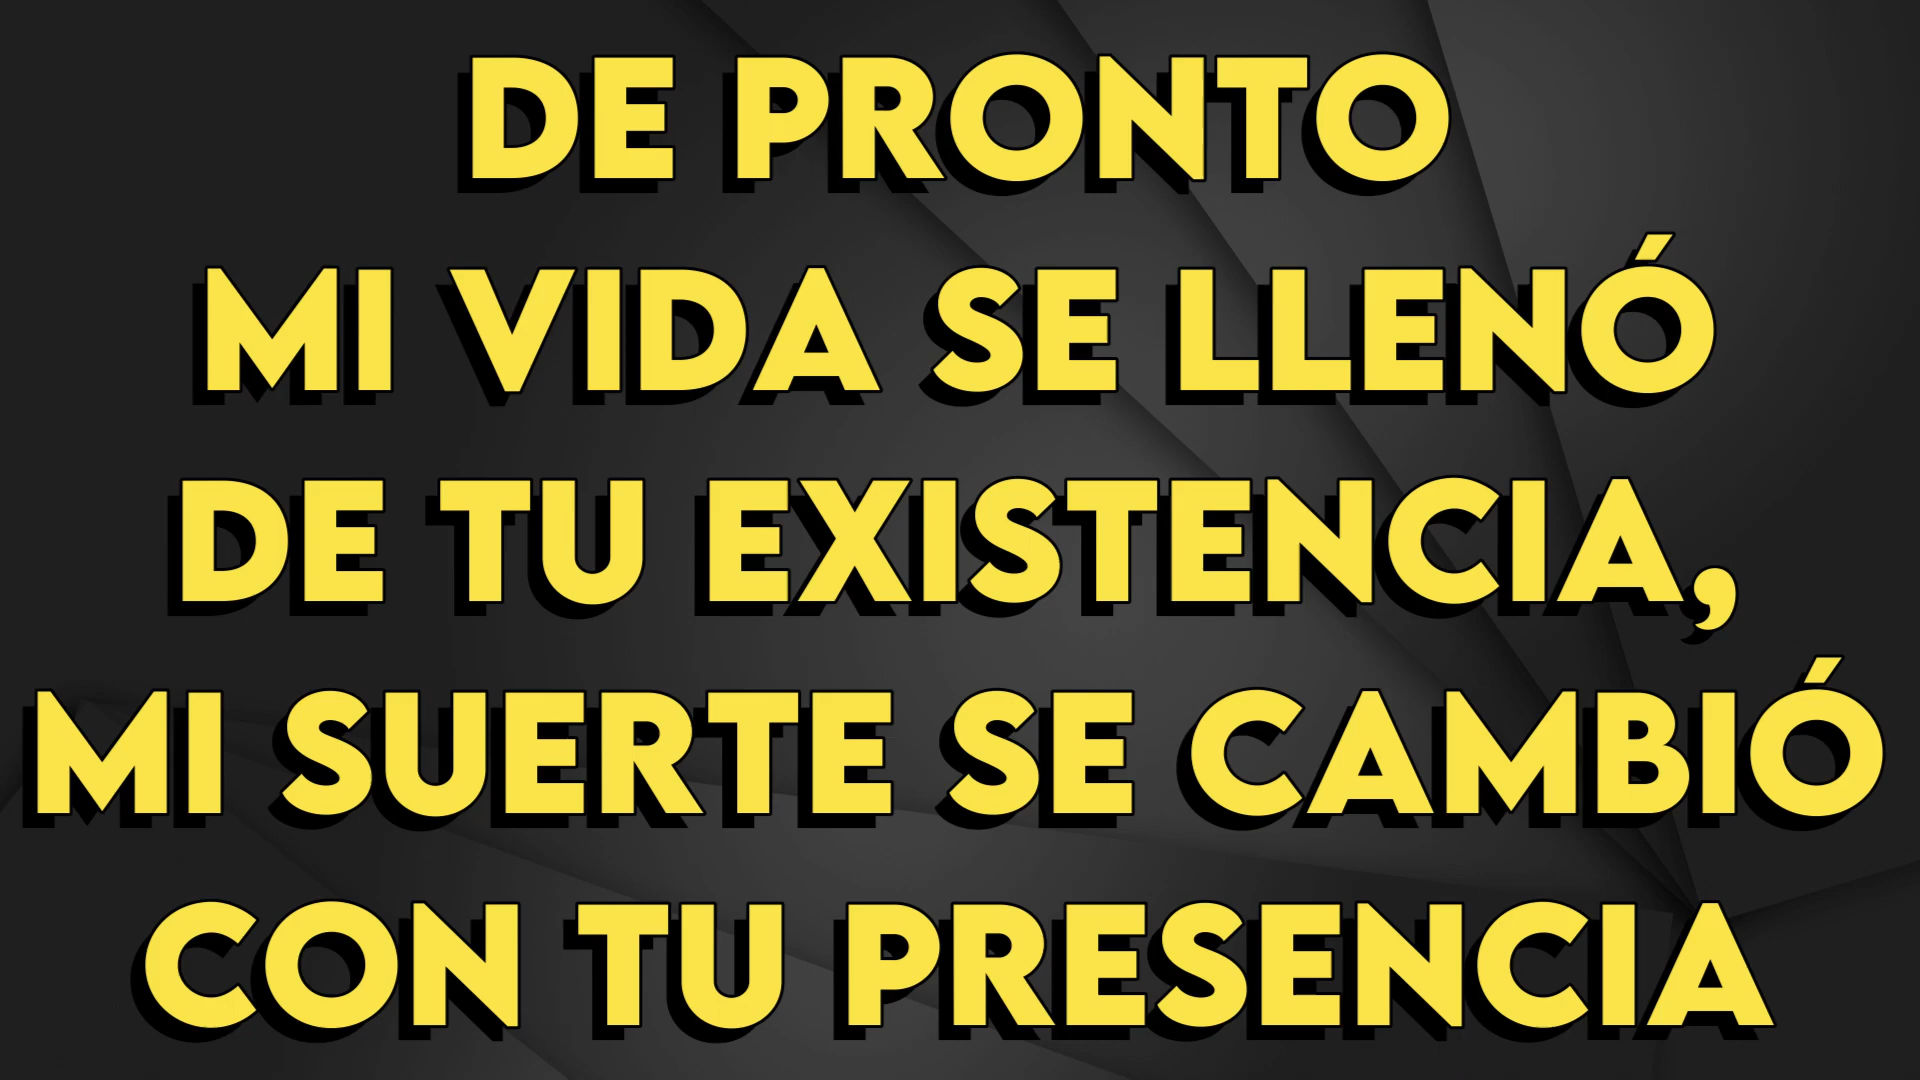 DE PRONTO
MI VIDA SE LLENÓ
DE TU EXISTENCIA,
MI SUERTE SE CAMBIÓ
CON TU PRESENCIA